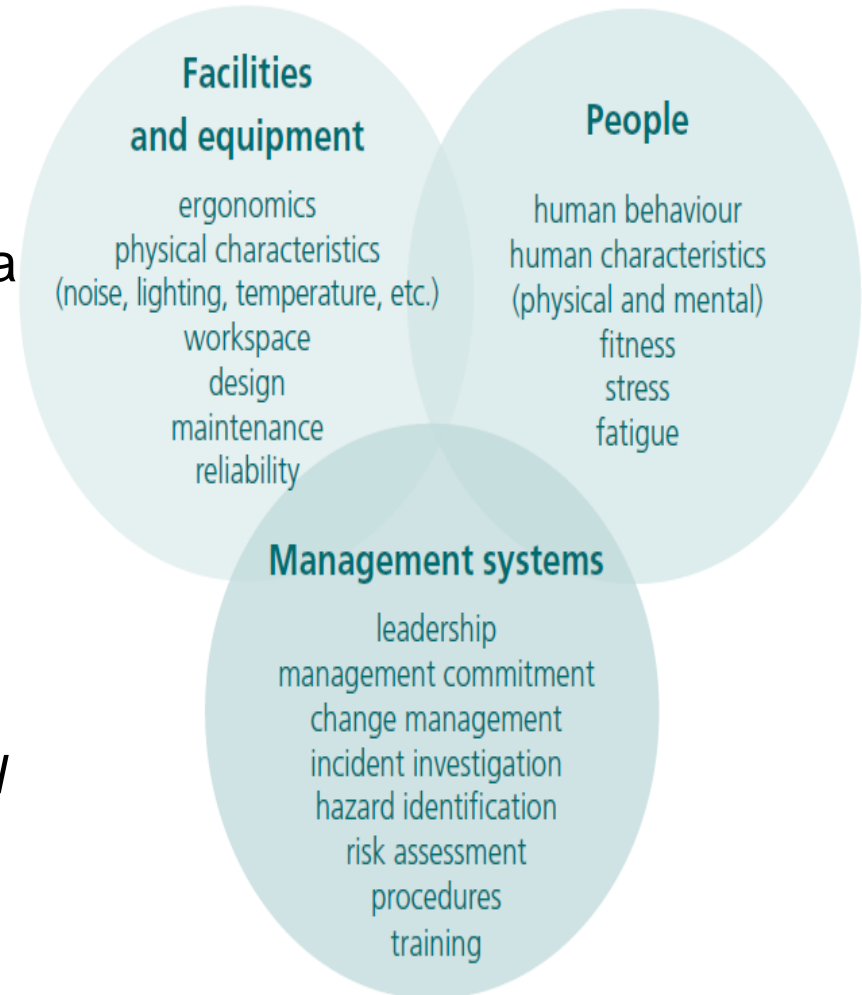 Facilities
and equipment
ergonomics
physical characteristics
(noise, lighting, temperature, etc.)
workspace
design
maintenance
reliability
People
human behaviour
human characteristics
(physical and mental)
fitness
stress
fatigue
a
Management systems
leadership
management commitment
change management
incident investigation
hazard identification
risk assessment
procedures
training